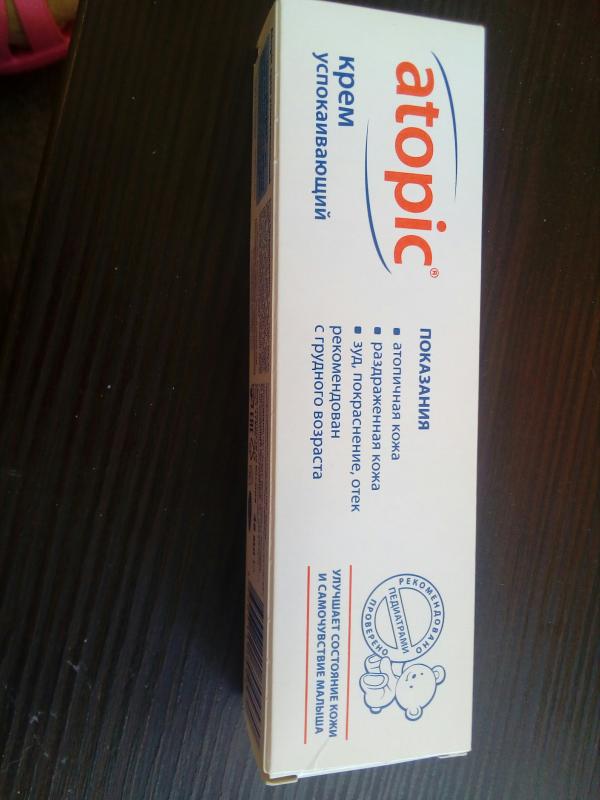 atopic®
крем
успокаивающий
ПОКАЗАНИЯ
▪ атопичная кожа
▪ раздраженная кожа
▪ зуд, покраснение, отек
рекомендован
с грудного возраста
РЕКОМЕНДОВАНО
ПЕДИАТРАМИ
ПРОВЕРЕНО
УЛУЧШАЕТ СОСТОЯНИЕ КОЖИ
И САМОЧУВСТВИЕ МАЛЫША